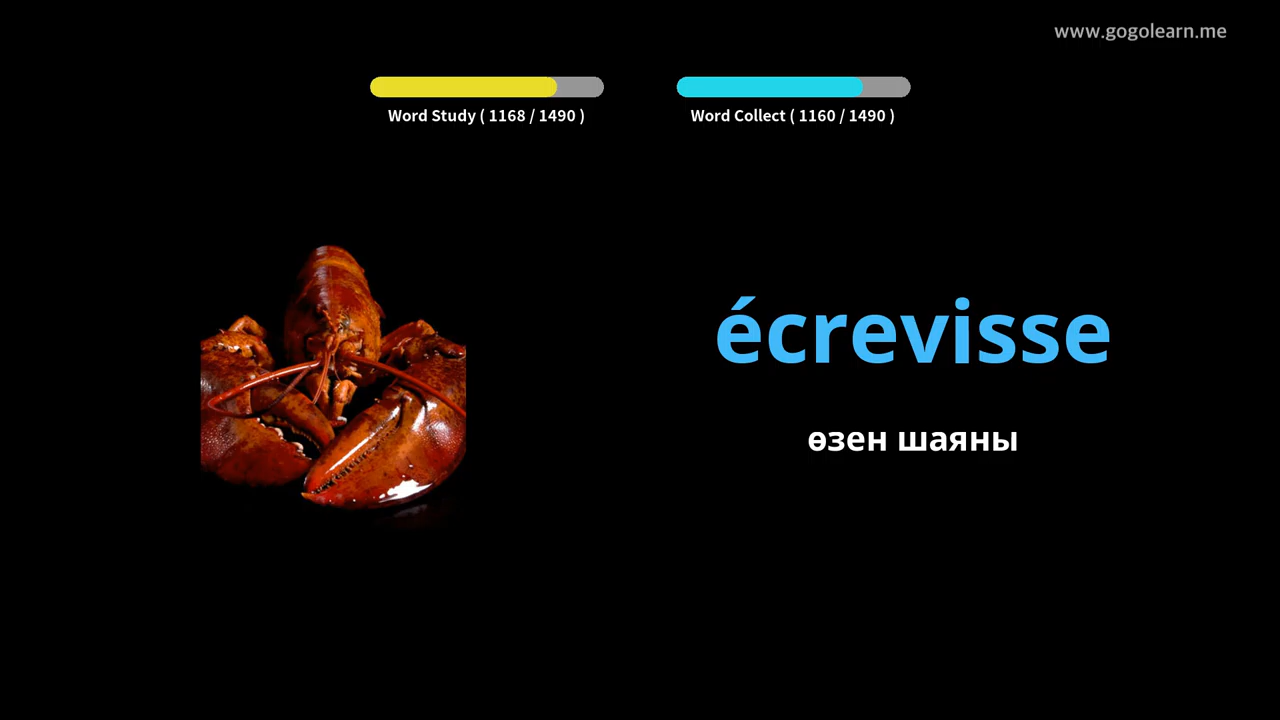 www.gogolearn.me
Word Study ( 1168 / 1490 )
Word Collect ( 1160 / 1490 )
écrevisse
өзен шаяны